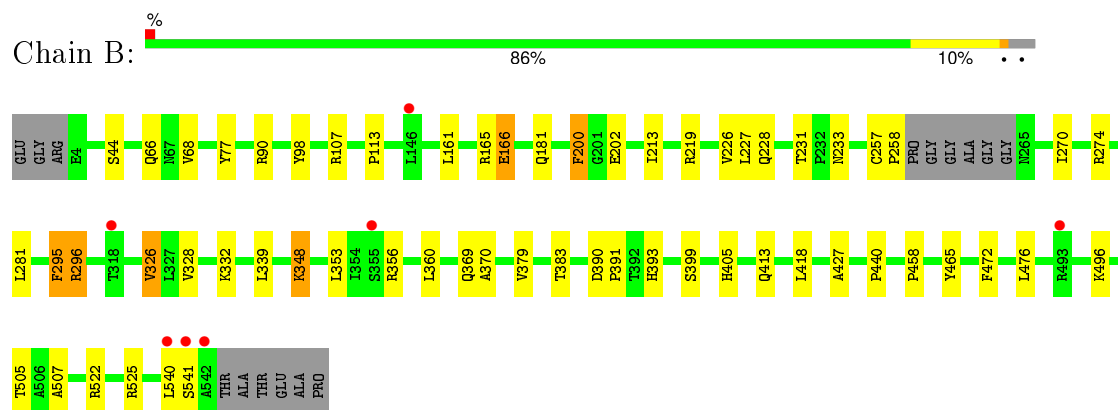 %
Chain B:
86% 10% • •
GLU GLY ARG E4 S44 Q66 N67 V68 Y77 R90 Y98 R107 P113 L146 L161 R165 E166 Q181 F200 G201 E202 I213 R219 V226 L227 Q228 T231 P232 N233 C257 P258 PRO GLY GLY ALA GLY GLY N265 I270 R274
L281 F295 R296 T318 V326 L327 V328 K332 L339 K348 L353 I354 S355 R356 L360 Q369 A370 V379 T383 D390 P391 T392 H393 S399 H405 Q413 L418 A427 P440 P458 Y465 F472 L476 R493 K496
T505 A506 A507 R522 R525 L540 S541 A542 THR ALA THR GLU ALA PRO